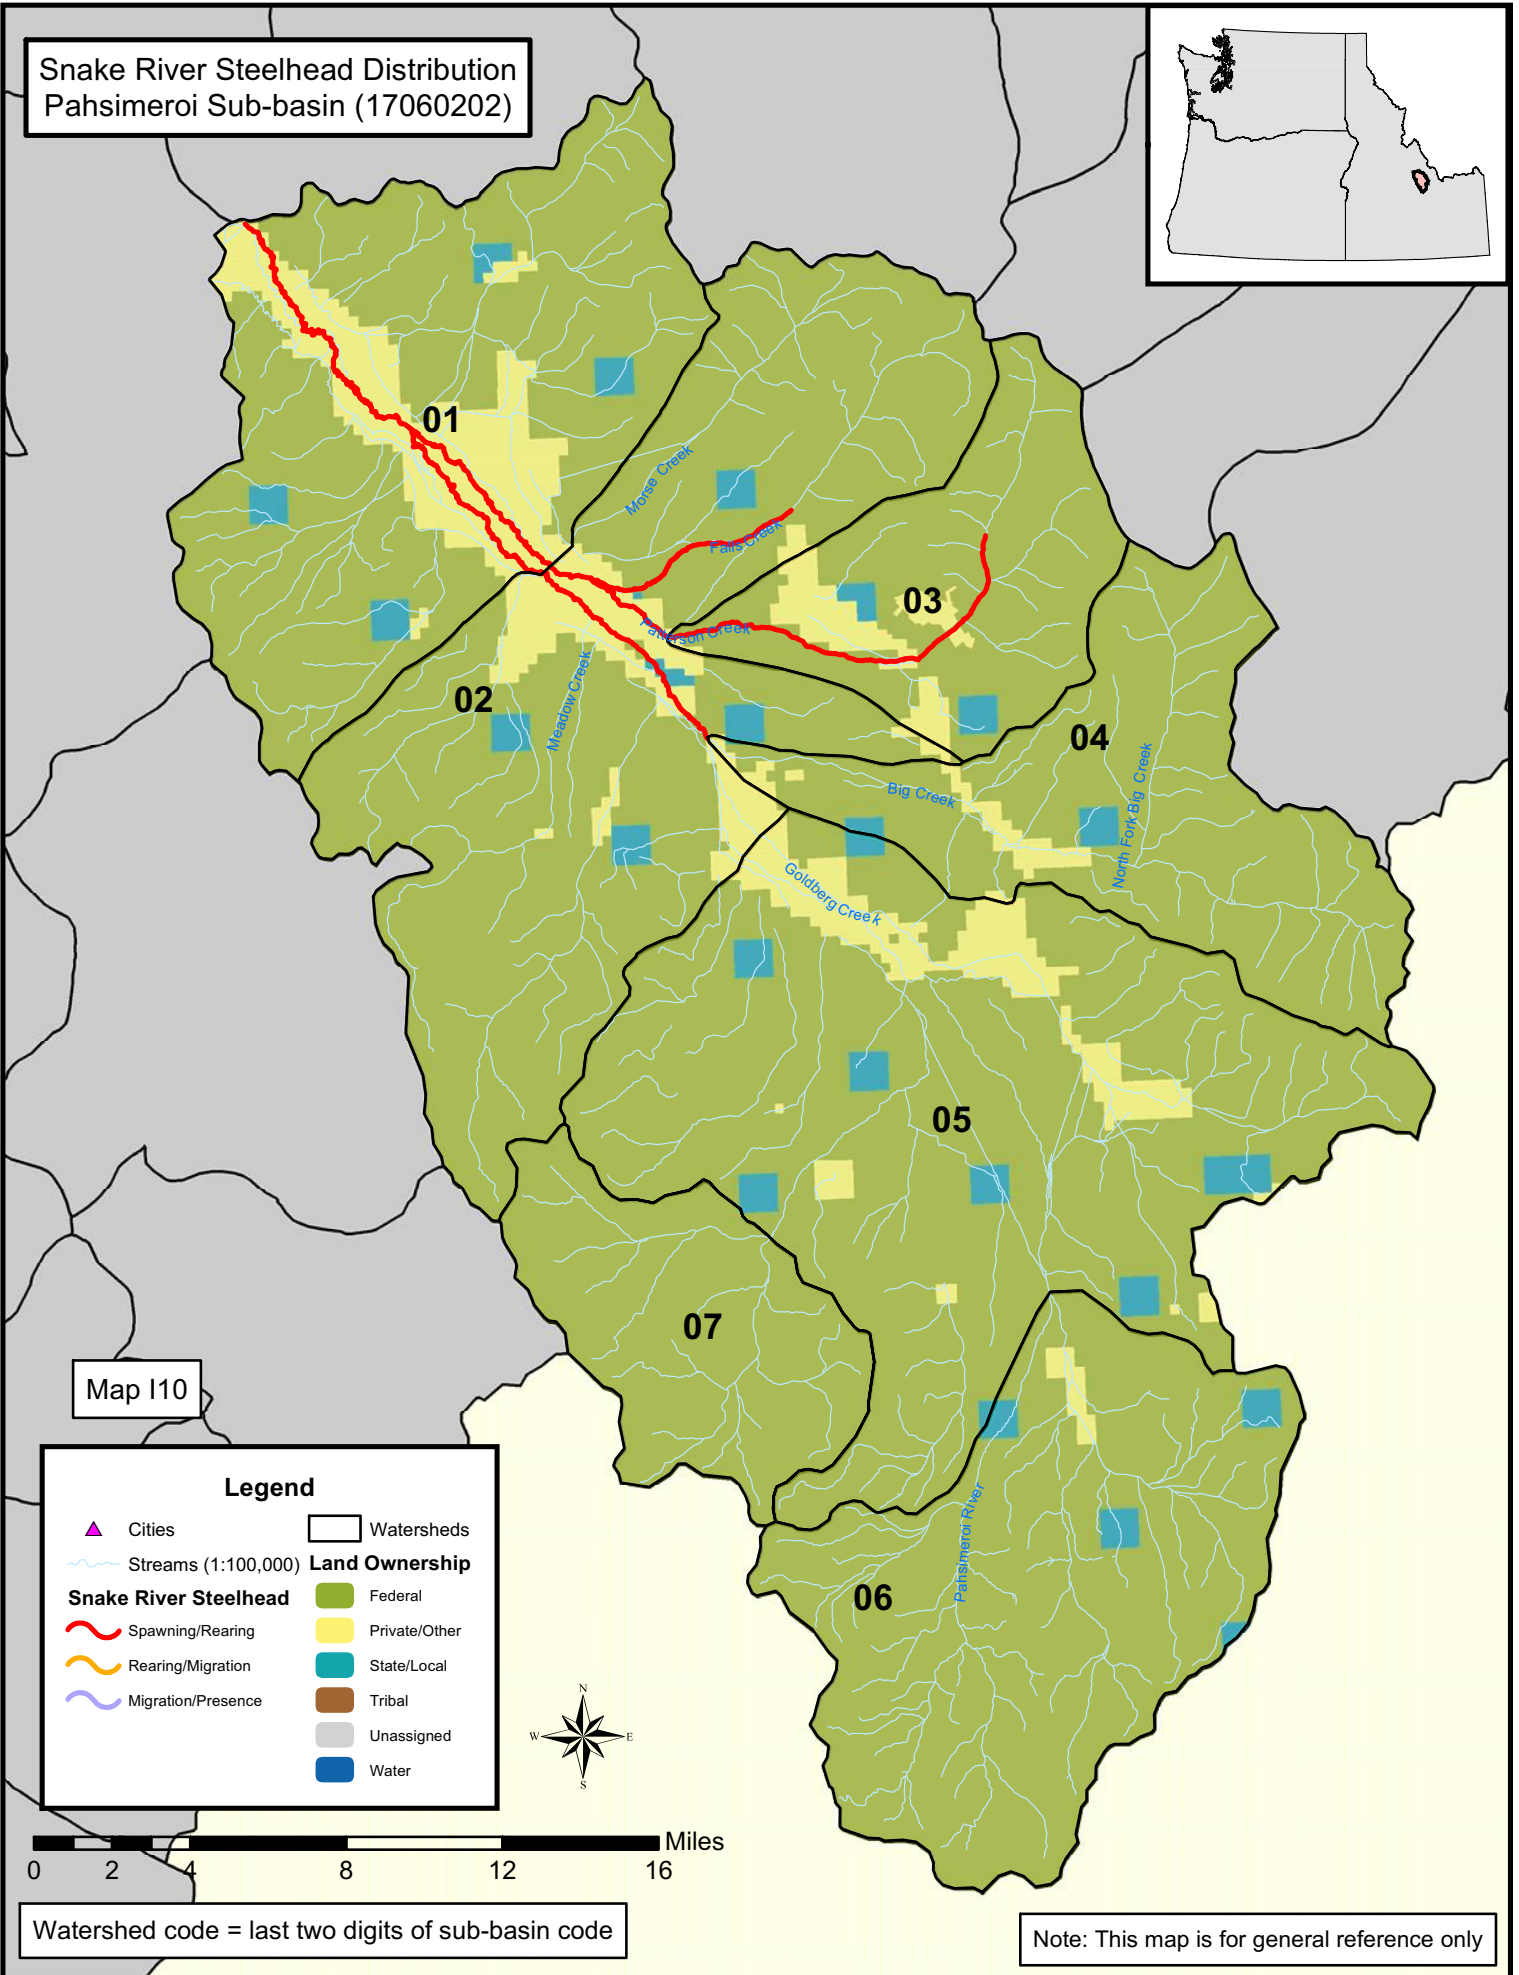 Snake River Steelhead Distribution
Pahsimeroi Sub-basin (17060202)
01
Morse Creek
Falls Creek
03
Patterson Creek
02
Meadow Creek
04
Big Creek
North Fork Big Creek
Goldberg Creek
05
07
Pahsimeroi River
06
Map I10
Legend
Cities
Watersheds
Streams (1:100,000)
Land Ownership
Snake River Steelhead
Federal
Spawning/Rearing
Private/Other
Rearing/Migration
State/Local
Migration/Presence
Tribal
Unassigned
Water
N
W
E
S
Miles
0 2 4 8 12 16
Watershed code = last two digits of sub-basin code
Note: This map is for general reference only